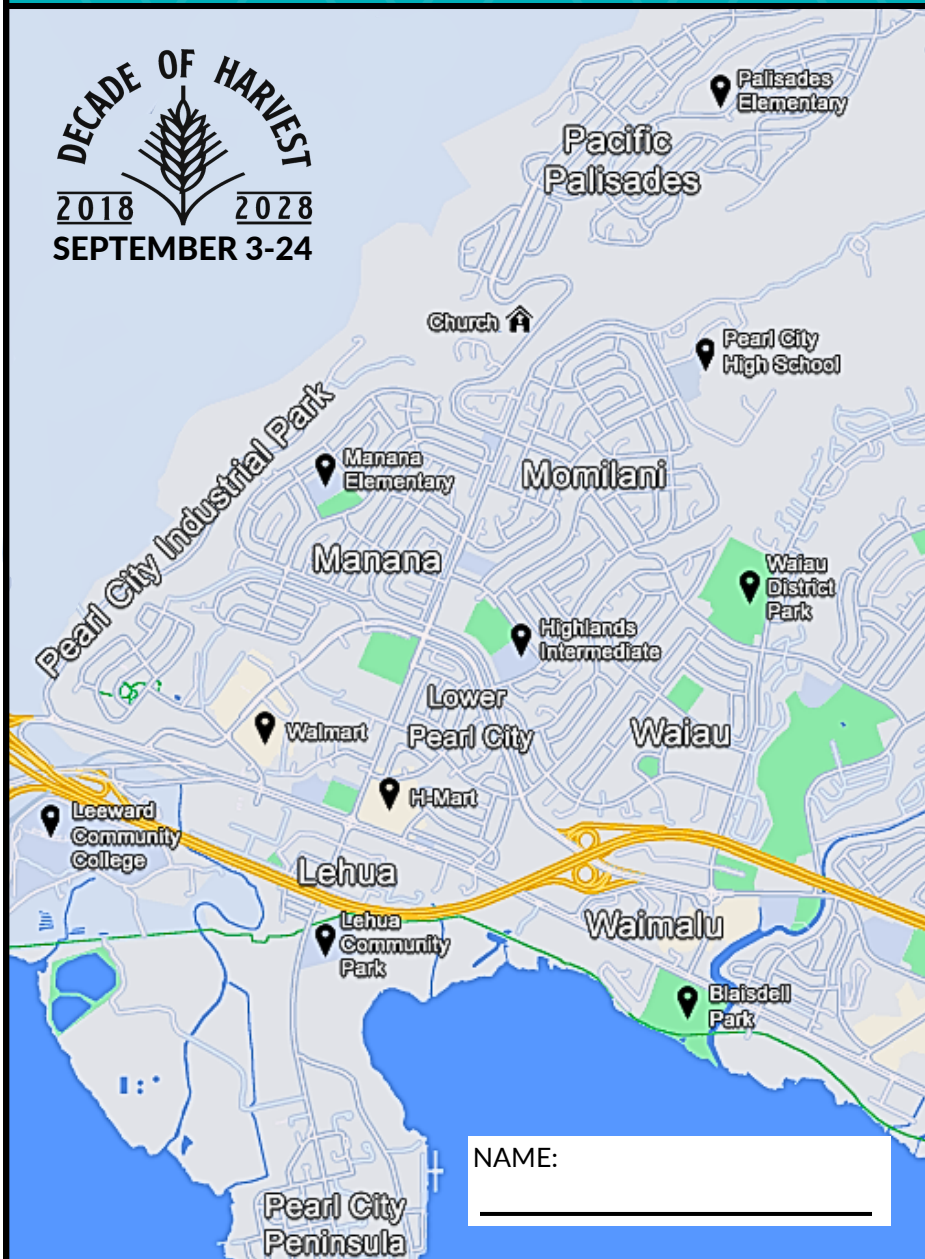 DECADE OF HARVEST
2018 2028
SEPTEMBER 3-24
Palisades
Elementary
Pacific
Palisades
Church
Pearl City
High School
Pearl City Industrial Park
Manana
Elementary
Momilani
Manana
Waiau
District
Park
Highlands
Intermediate
Lower
Pearl City
Waiau
Walmart
H-Mart
Leeward
Community
College
Lehua
Lehua
Community
Park
Waimalu
Blaisdell
Park
NAME:
Pearl City
Peninsula